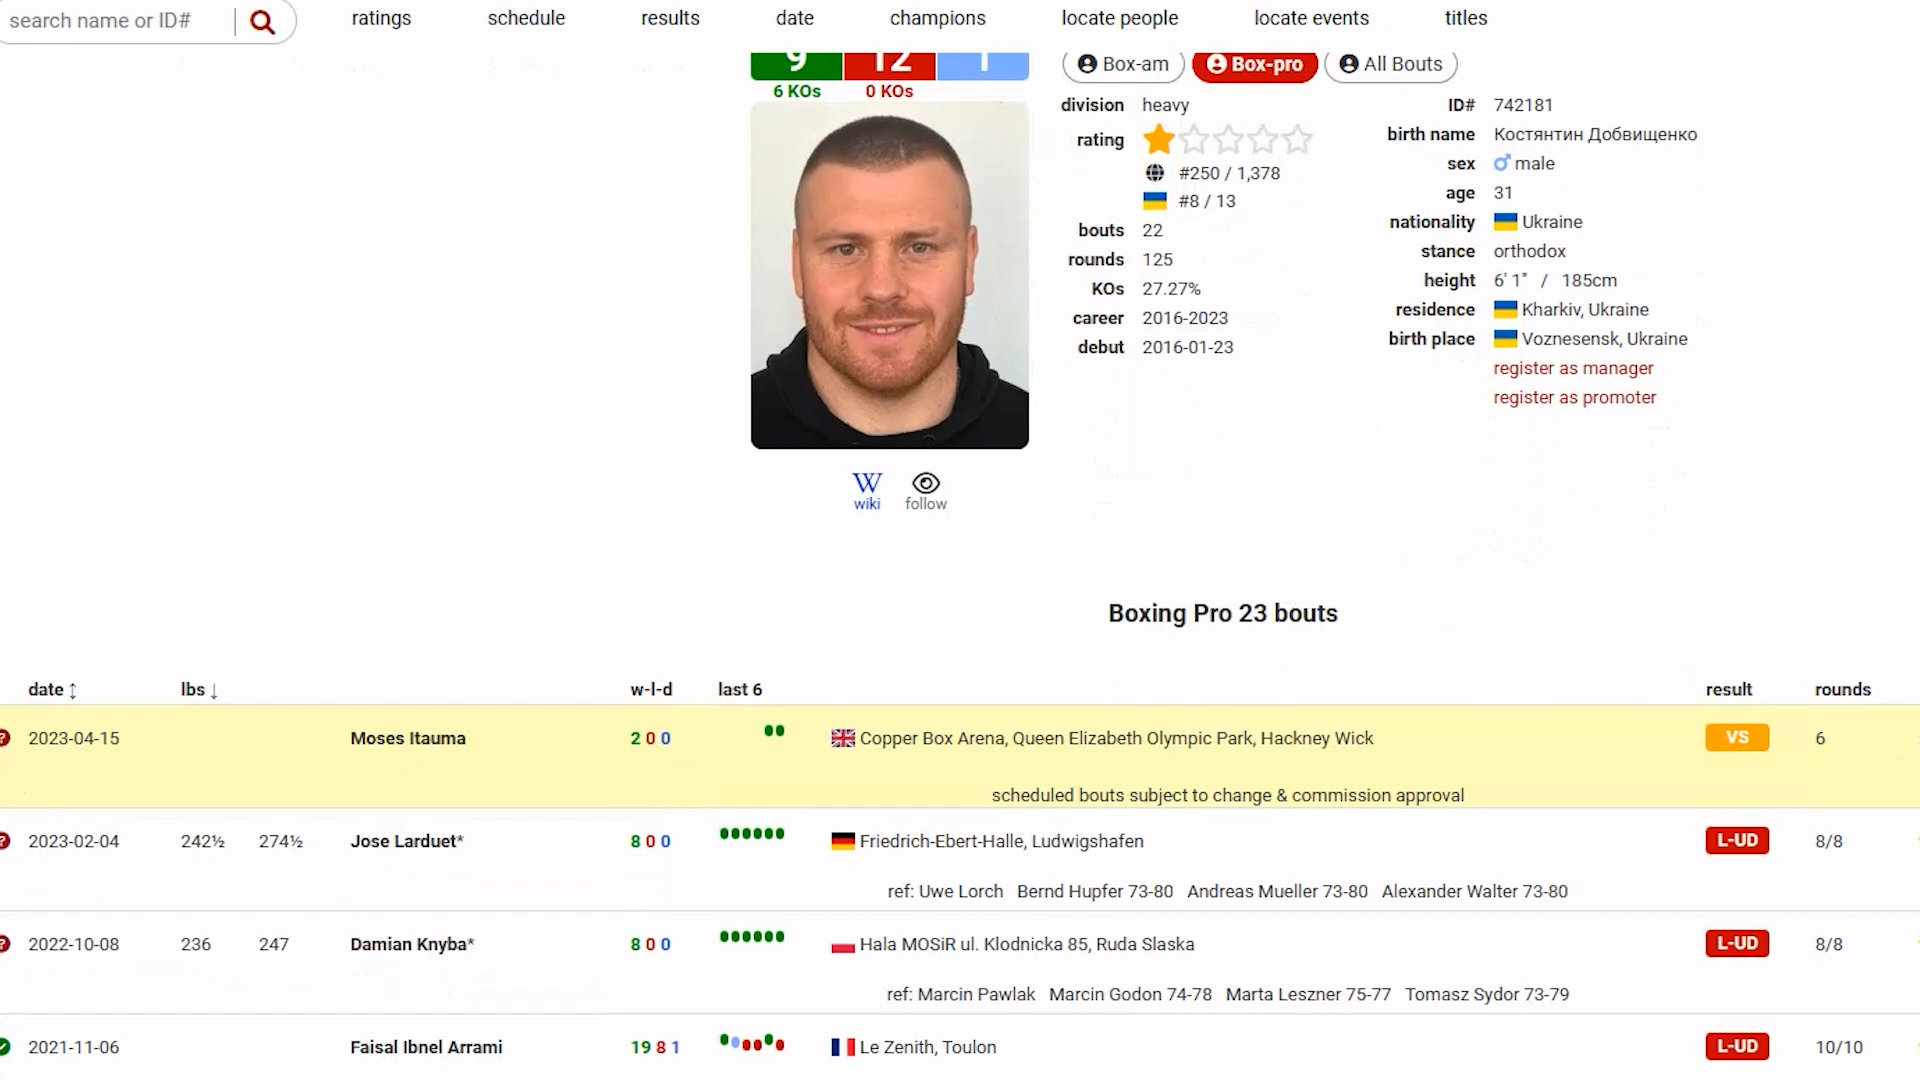 search name or ID#
ratings schedule results date champions locate people locate events titles
9 12 1
6 KOs 0 KOs
Box-am Box-pro All Bouts
division heavy
rating
#250 / 1,378
#8 / 13
bouts 22
rounds 125
KOs 27.27%
career 2016-2023
debut 2016-01-23
ID# 742181
birth name Костянтин Добвищенко
sex male
age 31
nationality Ukraine
stance orthodox
height 6' 1" / 185cm
residence Kharkiv, Ukraine
birth place Voznesensk, Ukraine
register as manager
register as promoter
W
wiki follow
Boxing Pro 23 bouts
date lbs w-l-d last 6 result rounds
2023-04-15 Moses Itauma 2 0 0 Copper Box Arena, Queen Elizabeth Olympic Park, Hackney Wick VS 6
scheduled bouts subject to change & commission approval
2023-02-04 242½ 274½ Jose Larduet* 8 0 0 Friedrich-Ebert-Halle, Ludwigshafen L-UD 8/8
ref: Uwe Lorch Bernd Hupfer 73-80 Andreas Mueller 73-80 Alexander Walter 73-80
2022-10-08 236 247 Damian Knyba* 8 0 0 Hala MOSiR ul. Klodnicka 85, Ruda Slaska L-UD 8/8
ref: Marcin Pawlak Marcin Godon 74-78 Marta Leszner 75-77 Tomasz Sydor 73-79
2021-11-06 Faisal Ibnel Arrami 19 8 1 Le Zenith, Toulon L-UD 10/10